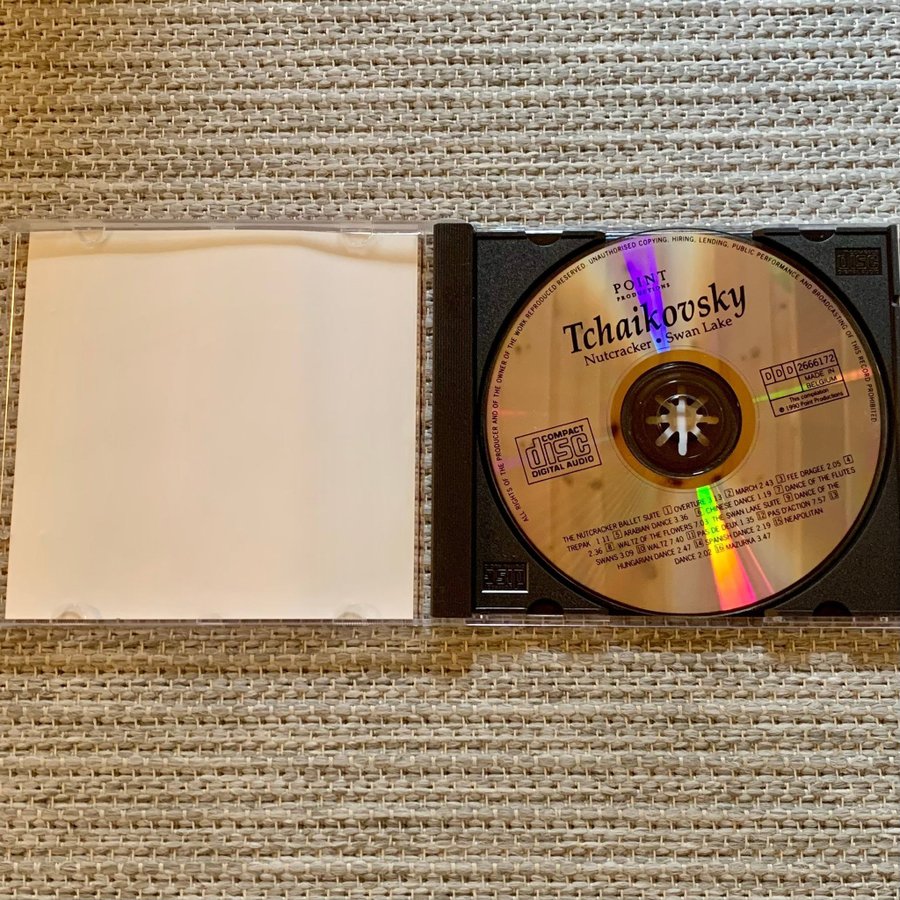 ALL RIGHTS OF THE PRODUCER AND OF THE OWNER OF THE WORK REPRODUCED RESERVED. UNAUTHORISED COPYING, HIRING, LENDING, PUBLIC PERFORMANCE AND BROADCASTING OF THIS RECORD PROHIBITED
POINT
PRODUCTIONS
Tchaikovsky
Nutcracker • Swan Lake
DDD 2666172
MADE IN
BELGIUM
This compilation
© 1990 Point Productions
COMPACT
disc
DIGITAL AUDIO
THE NUTCRACKER BALLET SUITE 1 OVERTURE 3 13 2 MARCH 2 43 3 FEE DRAGEE 2.05 4
TREPAK 1 11 5 ARABIAN DANCE 3.36 6 CHINESE DANCE 1.19 7 DANCE OF THE FLUTES
2.36 8 WALTZ OF THE FLOWERS 7.03 THE SWAN LAKE SUITE 9 DANCE OF THE
SWANS 3.09 10 WALTZ 7 40 11 PAS DE DEUX 1.35 12 PAS D'ACTION 7.57 13
HUNGARIAN DANCE 2.47 14 SPANISH DANCE 2.19 15 NEAPOLITAN
DANCE 2.02 16 MAZURKA 3.47
disc